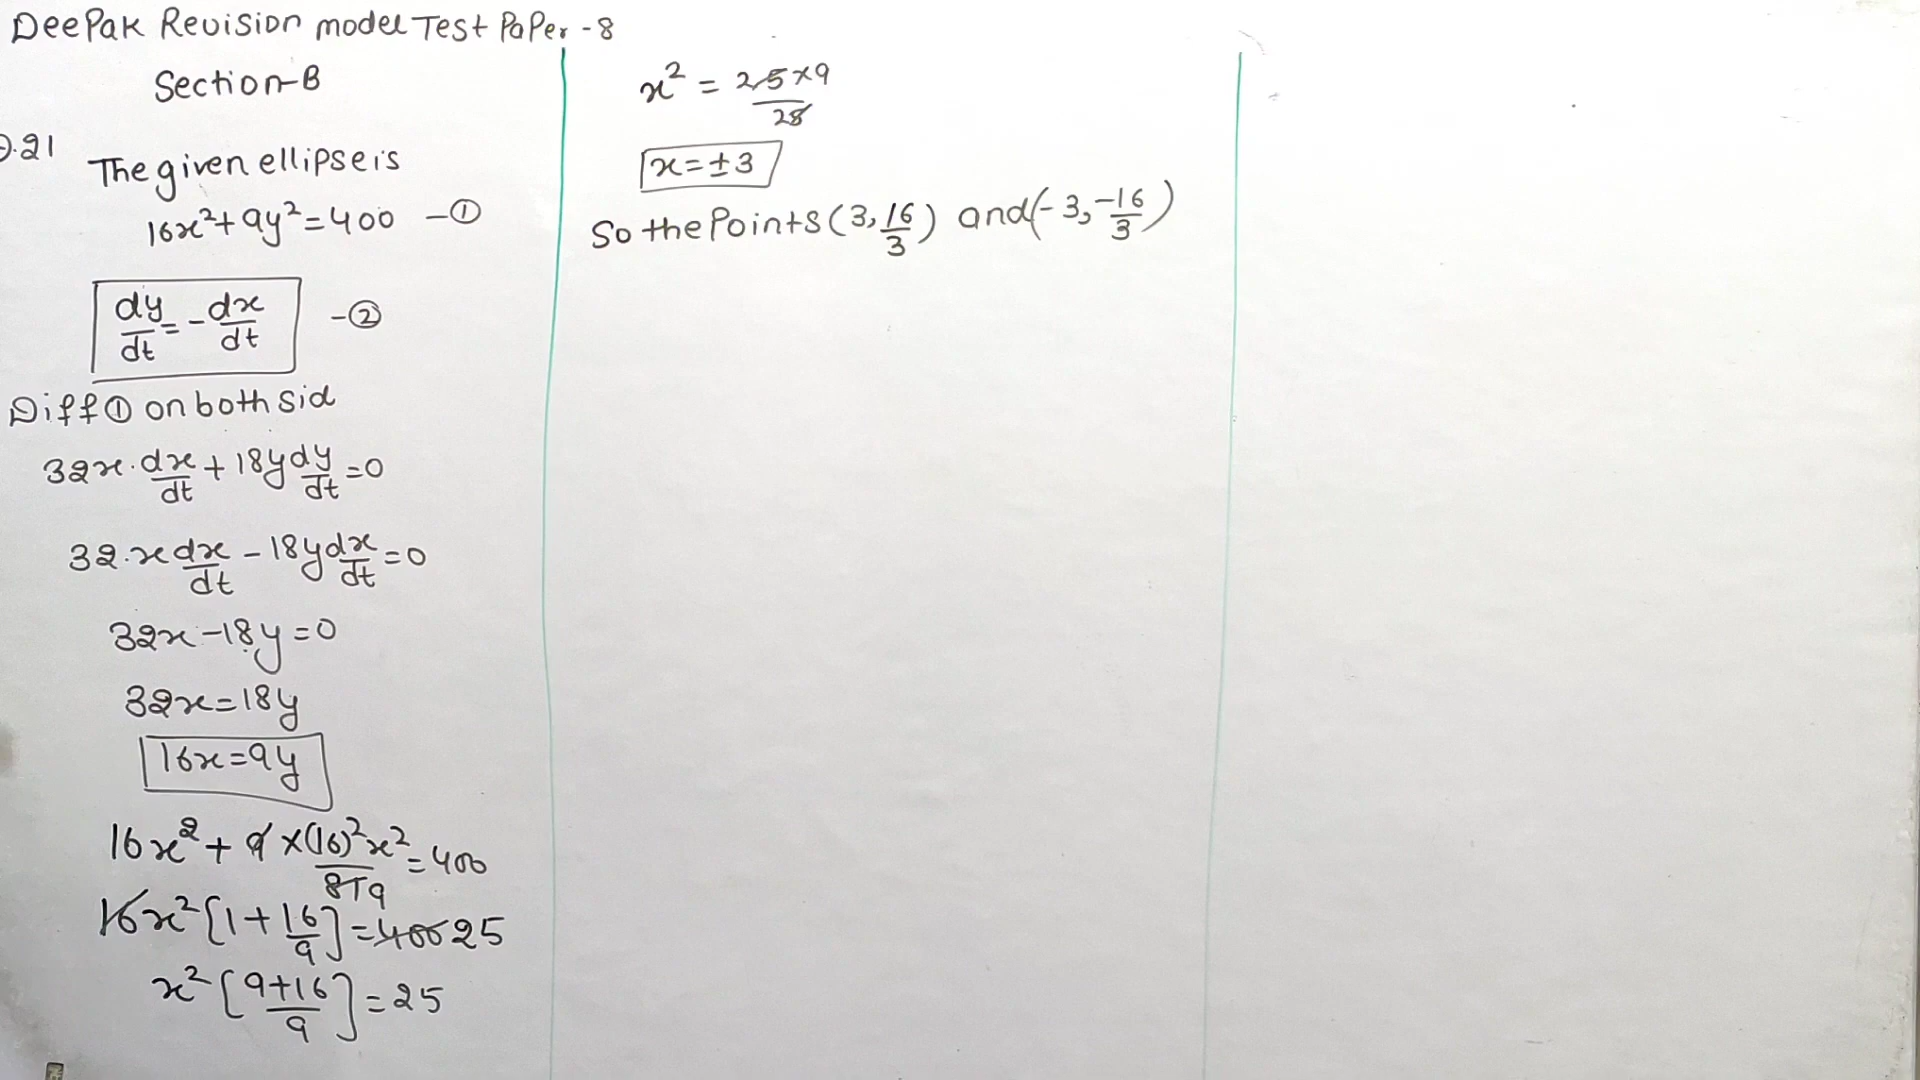 DeePak Revision model Test PaPer - 8
Section-B
Q.21
The given ellipse is
16x²+9y²=400 -①
dy/dt = -dx/dt -②
Diff ① on both sid
32x.dx/dt + 18y dy/dt = 0
32.x dx/dt - 18y dx/dt = 0
32x-18y=0
32x=18y
16x=9y
16x² + 9 x(16)²x²/81 9 = 400
16x²[1+16/9]=400 25
x²[9+16/9]=25
x² = 25x9/25
x=±3
So the Points (3,16/3) and (-3,-16/3)